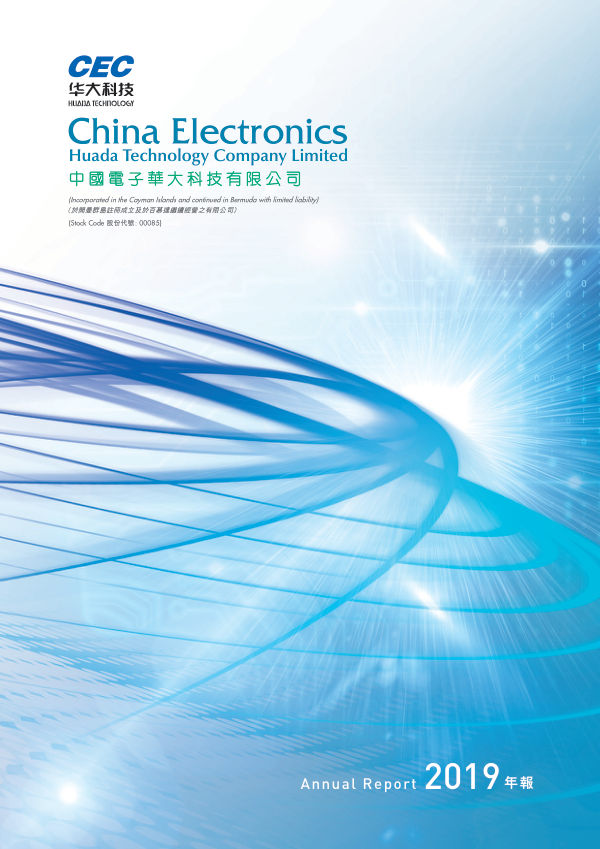 CEC
华大科技
HUADA TECHNOLOGY
China Electronics
Huada Technology Company Limited
中國電子華大科技有限公司
(Incorporated in the Cayman Islands and continued in Bermuda with limited liability)
(於開曼群島註冊成立及於百慕達繼續經營之有限公司)
(Stock Code 股份代號 : 00085)
Annual Report 2019 年報